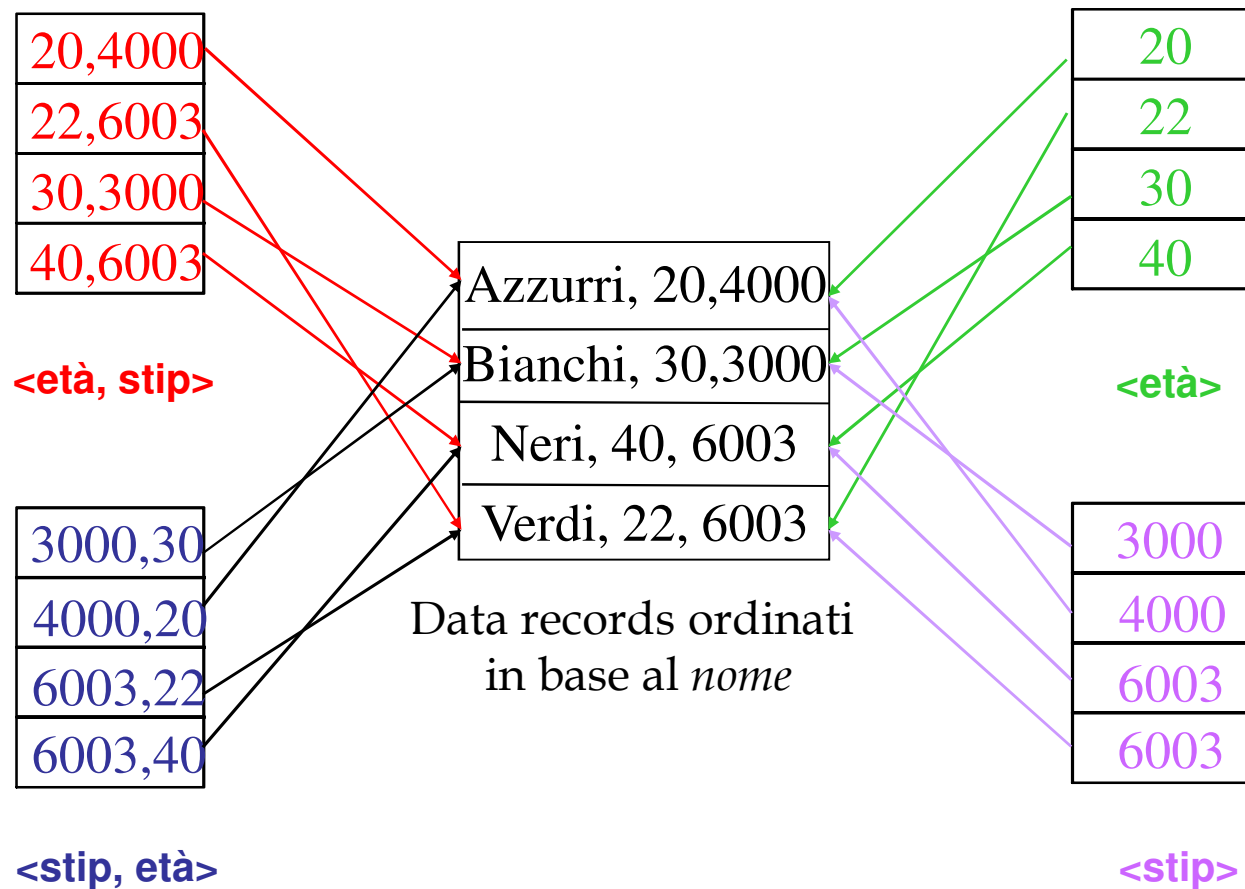 20,4000
22,6003
30,3000
40,6003
<età, stip>
3000,30
4000,20
6003,22
6003,40
<stip, età>
Azzurri, 20,4000
Bianchi, 30,3000
Neri, 40, 6003
Verdi, 22, 6003
Data records ordinati
in base al nome
20
22
30
40
<età>
3000
4000
6003
6003
<stip>